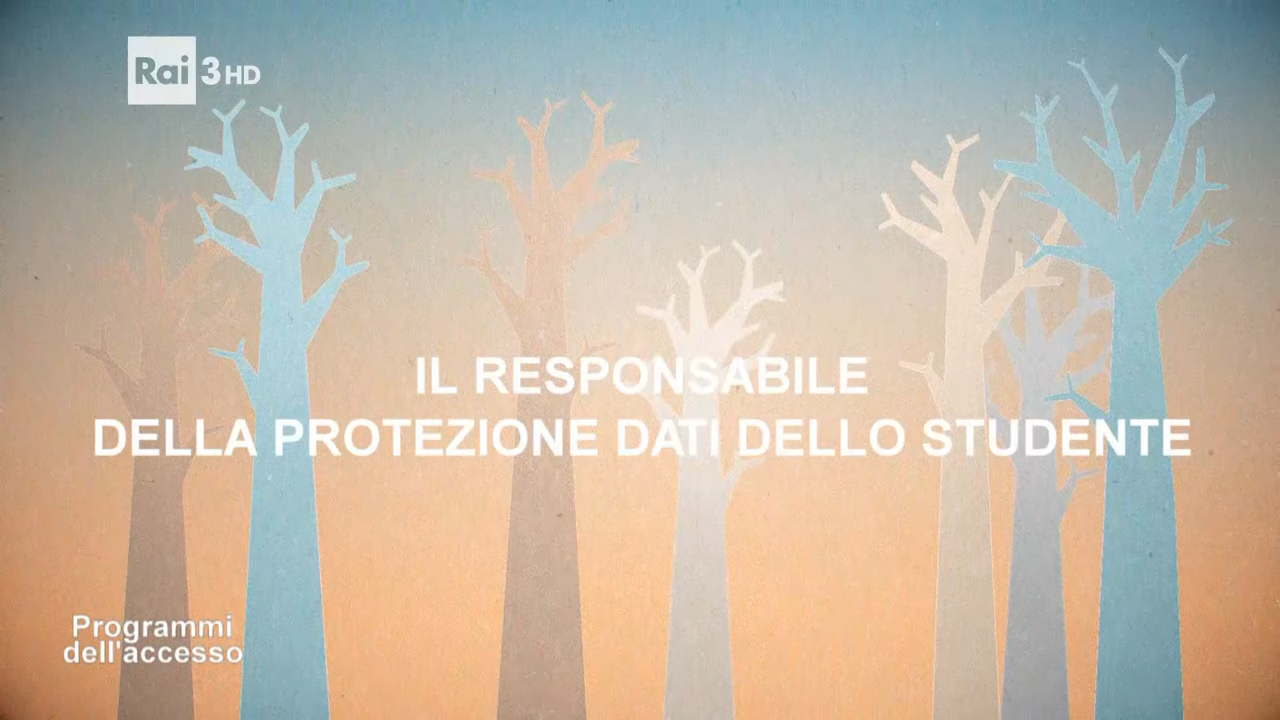 Rai 3 HD
IL RESPONSABILE
DELLA PROTEZIONE DATI DELLO STUDENTE
Programmi
dell'accesso